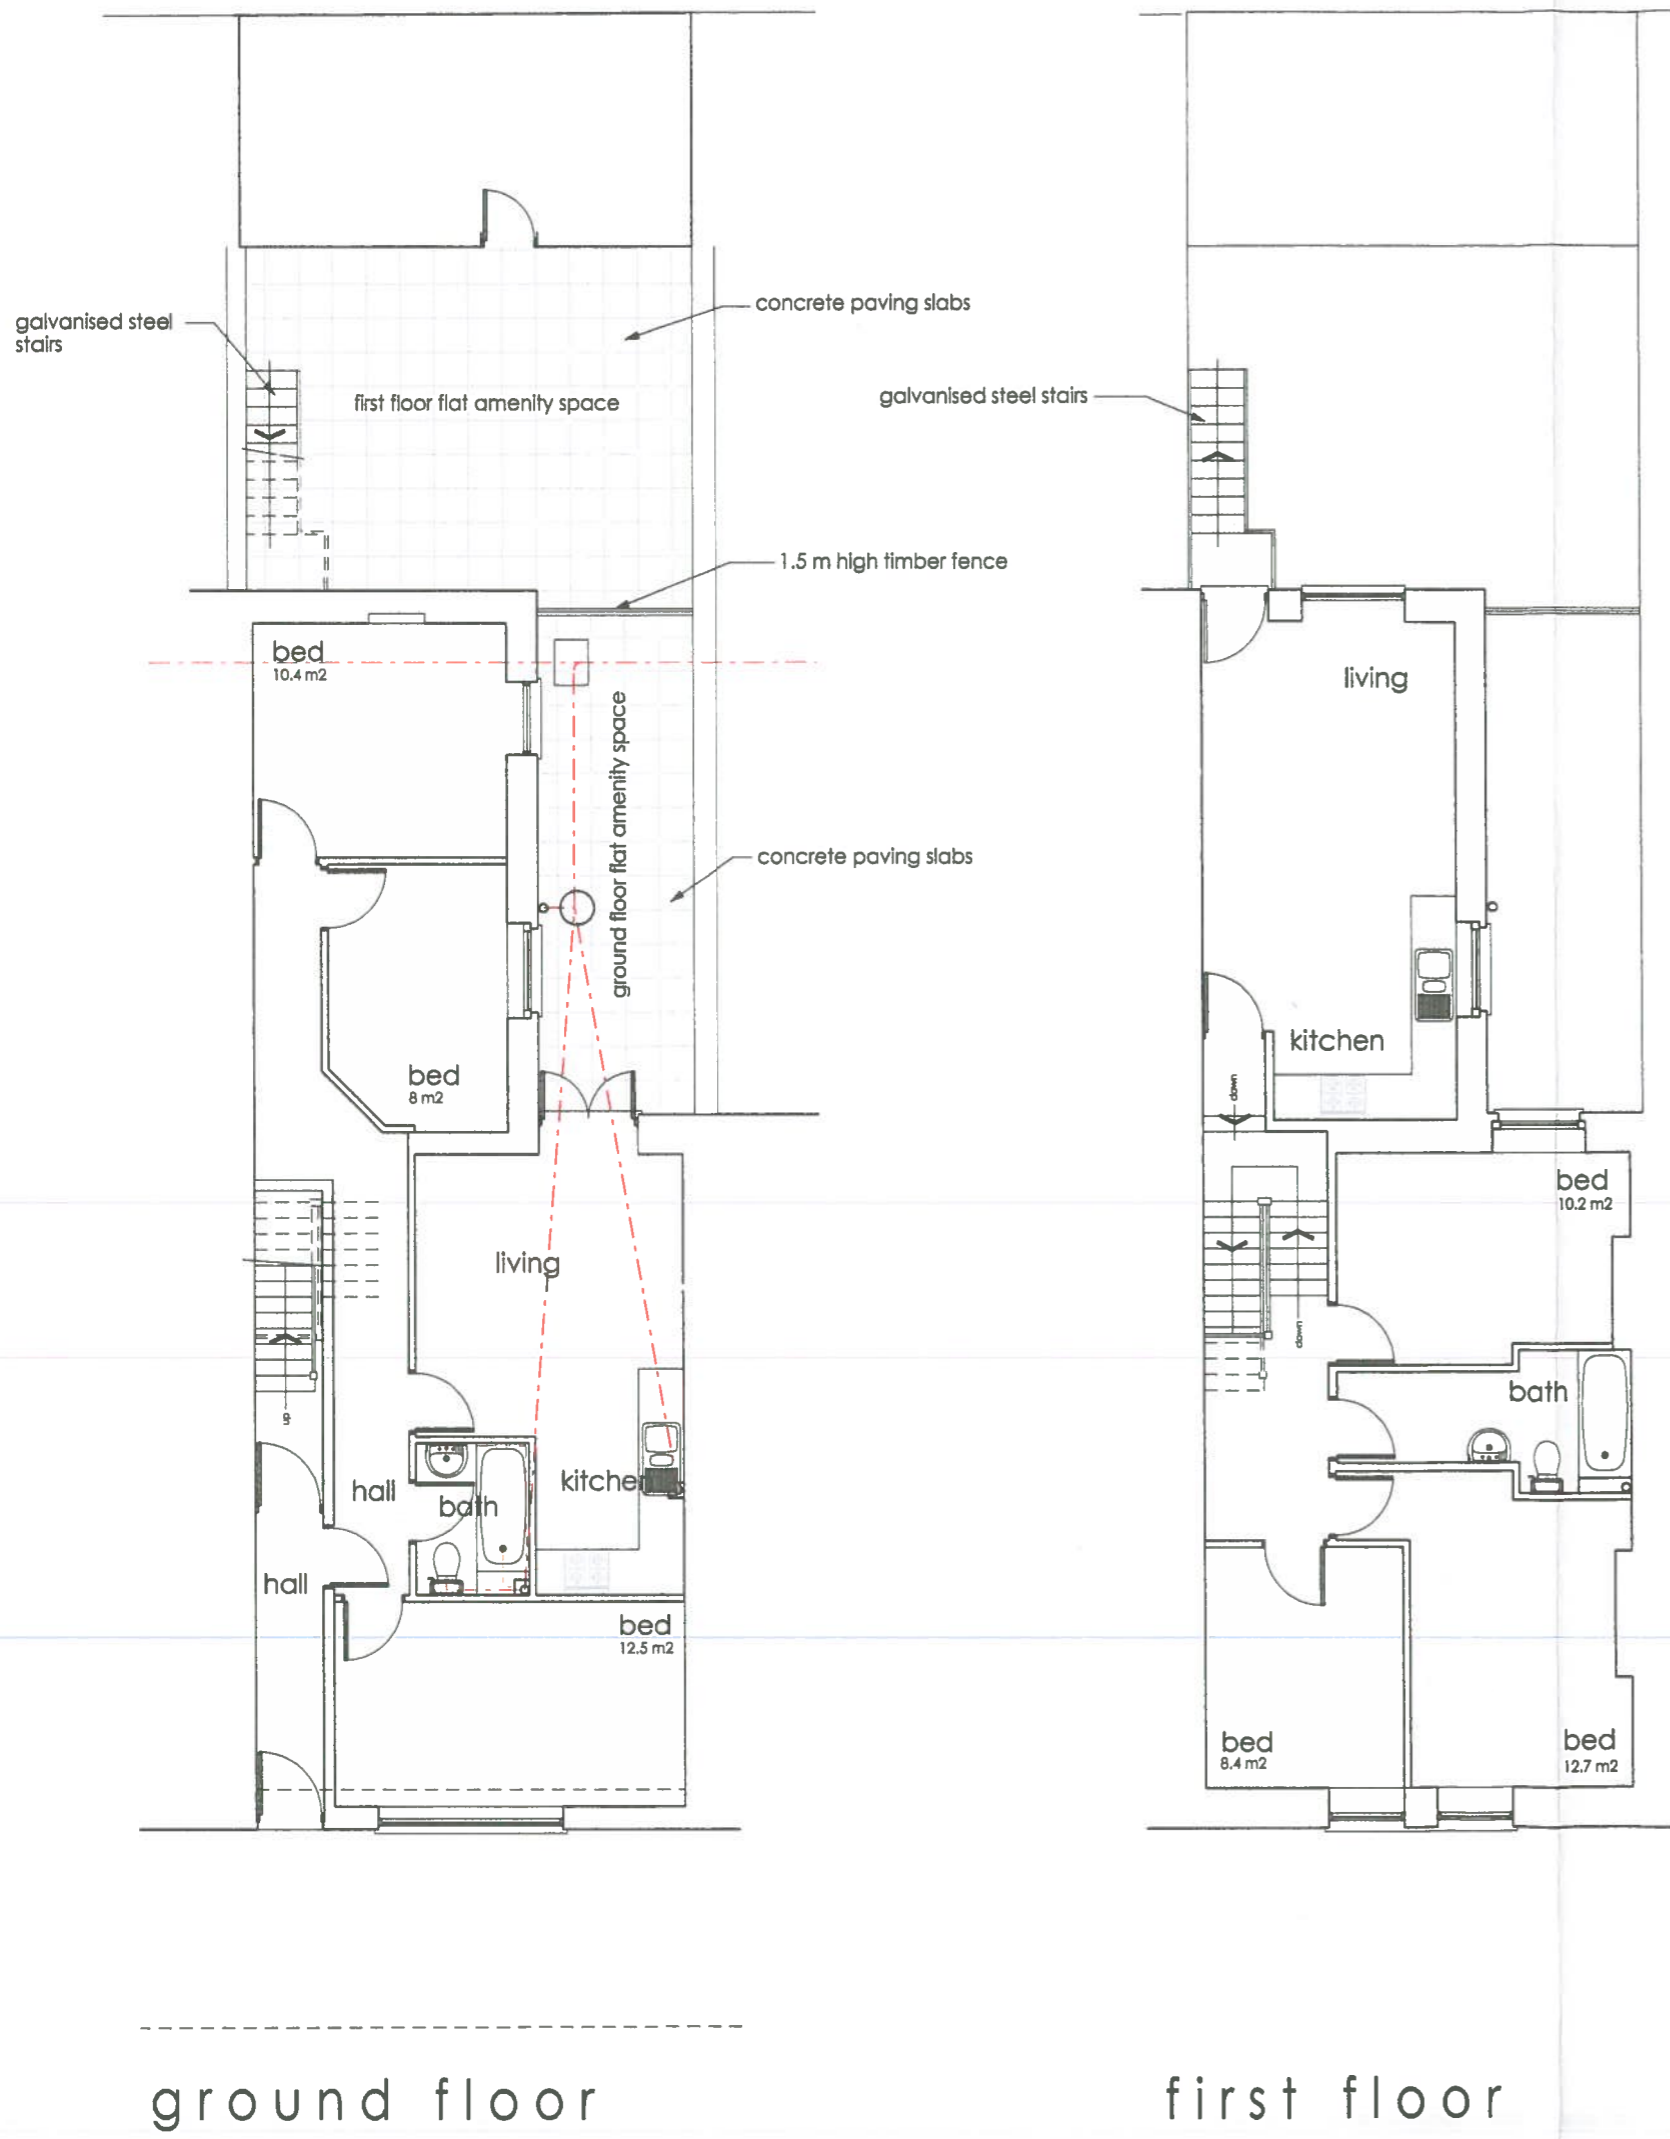 galvanised steel
stairs
concrete paving slabs
first floor flat amenity space
1.5 m high timber fence
bed
10.4 m2
ground floor flat amenity space
concrete paving slabs
bed
8 m2
living
up
hall
bath
kitchen
hall
bed
12.5 m2
ground floor
galvanised steel stairs
living
kitchen
down
bed
10.2 m2
down
bath
bed
8.4 m2
bed
12.7 m2
first floor